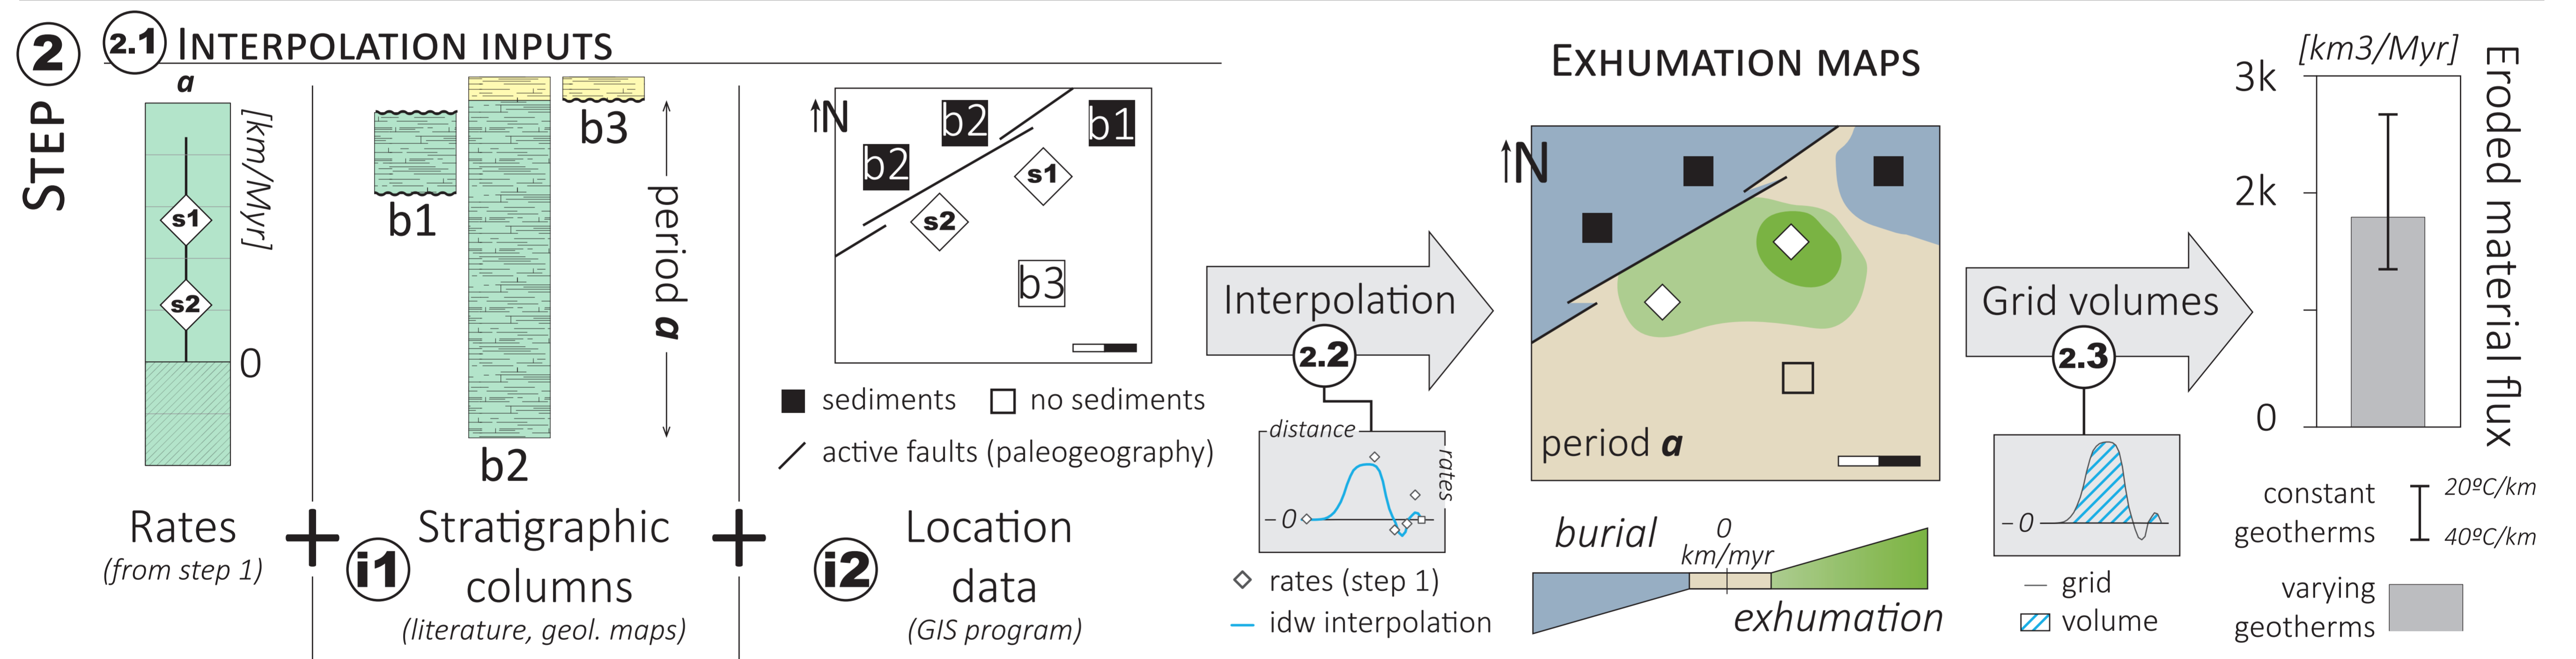 STEP 2
2.1 INTERPOLATION INPUTS
a
[km/Myr]
s1
s2
0
Rates
(from step 1)
+
b1
b2
b3
period a
i1
Stratigraphic
columns
(literature, geol. maps)
+
N
b2
b1
b2
s1
s2
b3
sediments
no sediments
active faults (paleogeography)
i2
Location
data
(GIS program)
Interpolation
2.2
distance
rates
0
rates (step 1)
idw interpolation
EXHUMATION MAPS
N
period a
burial
0
km/myr
exhumation
Grid volumes
2.3
0
grid
volume
[km3/Myr]
3k
2k
0
Eroded material flux
constant
geotherms
20ºC/km
40ºC/km
varying
geotherms